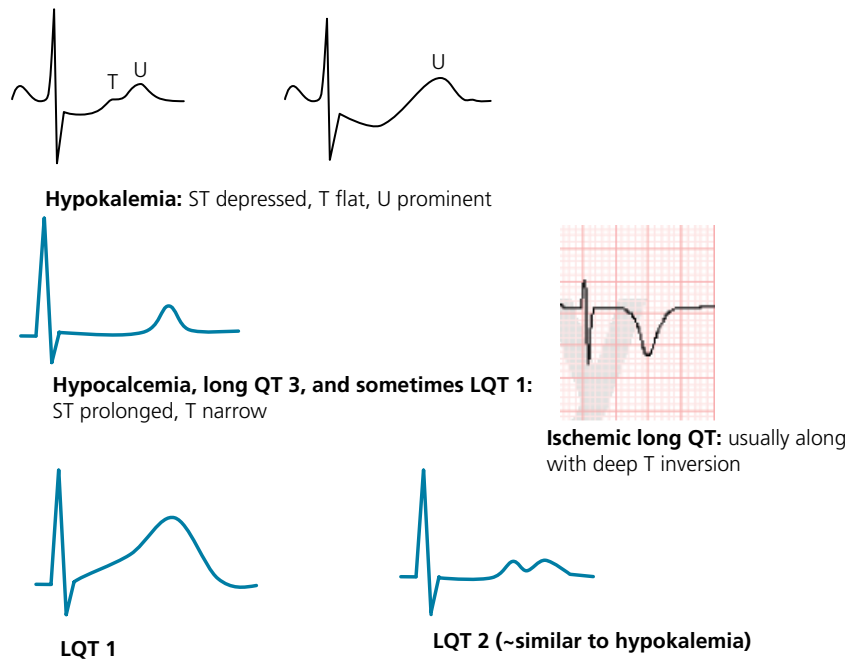 T U
U
Hypokalemia: ST depressed, T flat, U prominent
Hypocalcemia, long QT 3, and sometimes LQT 1:
ST prolonged, T narrow
Ischemic long QT: usually along
with deep T inversion
LQT 1
LQT 2 (~similar to hypokalemia)